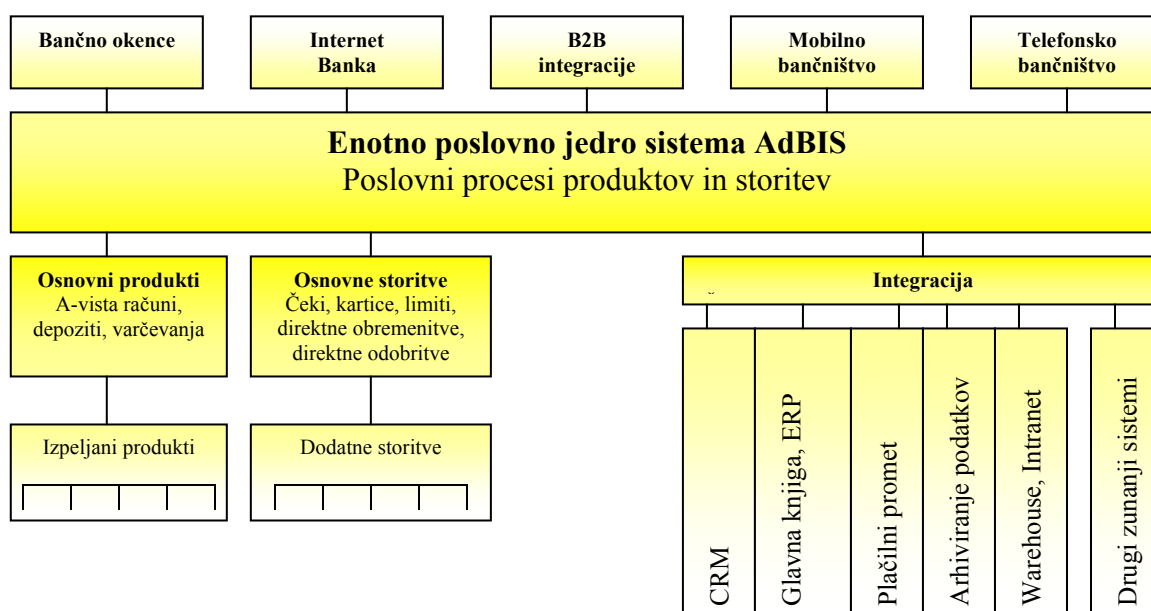 Bančno okence
Internet
Banka
B2B
integracije
Mobilno
bančništvo
Telefonsko
bančništvo
Enotno poslovno jedro sistema AdBIS
Poslovni procesi produktov in storitev
Osnovni produkti
A-vista računi,
depoziti, varčevanja
Osnovne storitve
Čeki, kartice, limiti,
direktne obremenitve,
direktne odobritve
Integracija
Izpeljani produkti
Dodatne storitve
CRM
Glavna knjiga, ERP
Plačilni promet
Arhiviranje podatkov
Warehouse, Intranet
Drugi zunanji sistemi